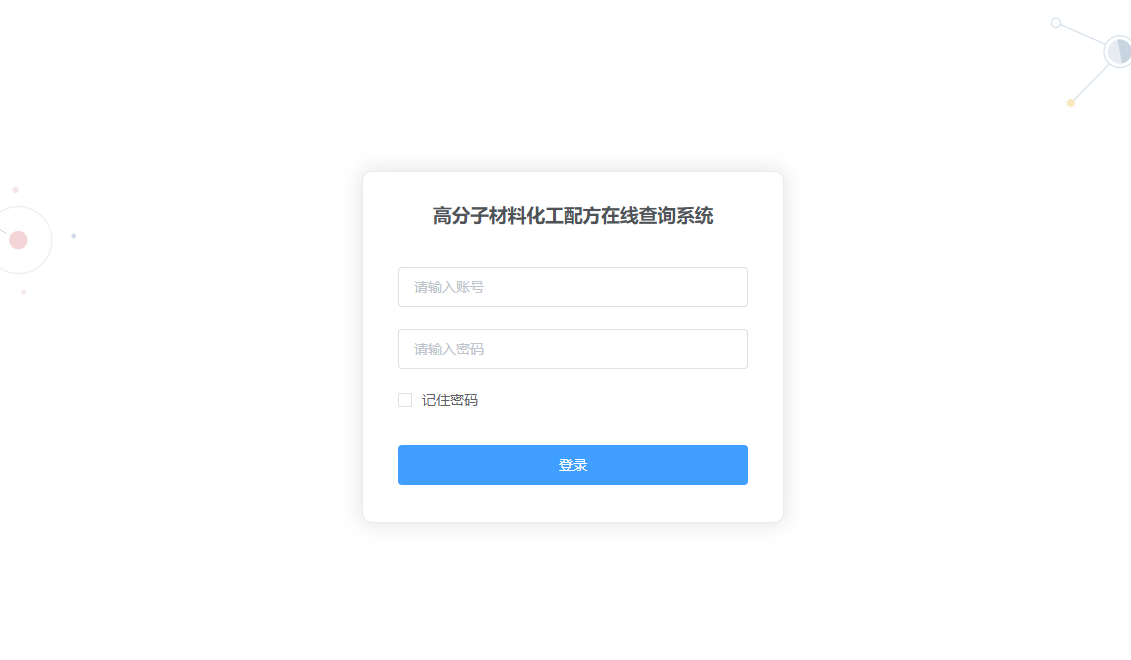 高分子材料化工配方在线查询系统
请输入账号
请输入密码
记住密码
登录